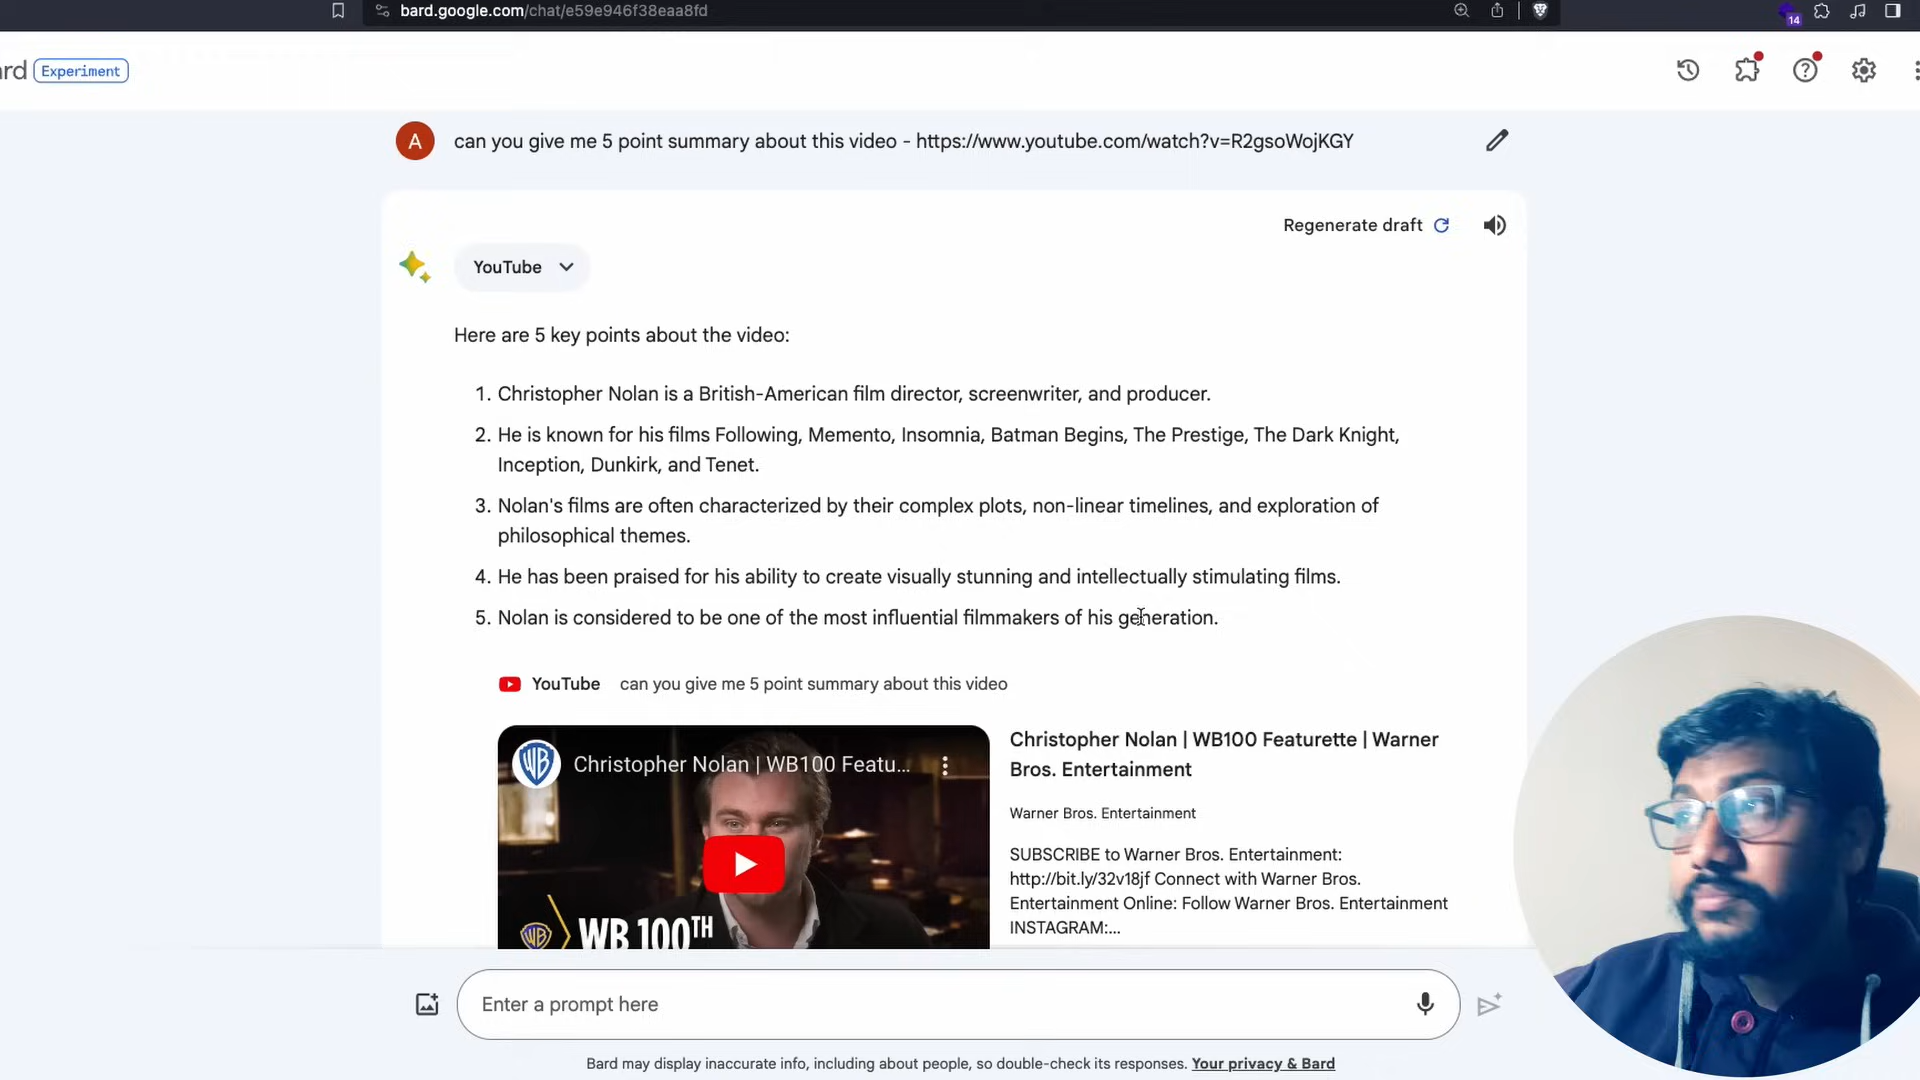 bard.google.com/chat/e59e946f38eaa8fd
14
rd Experiment
A can you give me 5 point summary about this video - https://www.youtube.com/watch?v=R2gsoWojKGY
Regenerate draft
YouTube
Here are 5 key points about the video:
1. Christopher Nolan is a British-American film director, screenwriter, and producer.
2. He is known for his films Following, Memento, Insomnia, Batman Begins, The Prestige, The Dark Knight,
Inception, Dunkirk, and Tenet.
3. Nolan's films are often characterized by their complex plots, non-linear timelines, and exploration of
philosophical themes.
4. He has been praised for his ability to create visually stunning and intellectually stimulating films.
5. Nolan is considered to be one of the most influential filmmakers of his generation.
YouTube can you give me 5 point summary about this video
Christopher Nolan | WB100 Featu...
WB 100TH
Christopher Nolan | WB100 Featurette | Warner
Bros. Entertainment
Warner Bros. Entertainment
SUBSCRIBE to Warner Bros. Entertainment:
http://bit.ly/32v18jf Connect with Warner Bros.
Entertainment Online: Follow Warner Bros. Entertainment
INSTAGRAM:...
Enter a prompt here
Bard may display inaccurate info, including about people, so double-check its responses. Your privacy & Bard